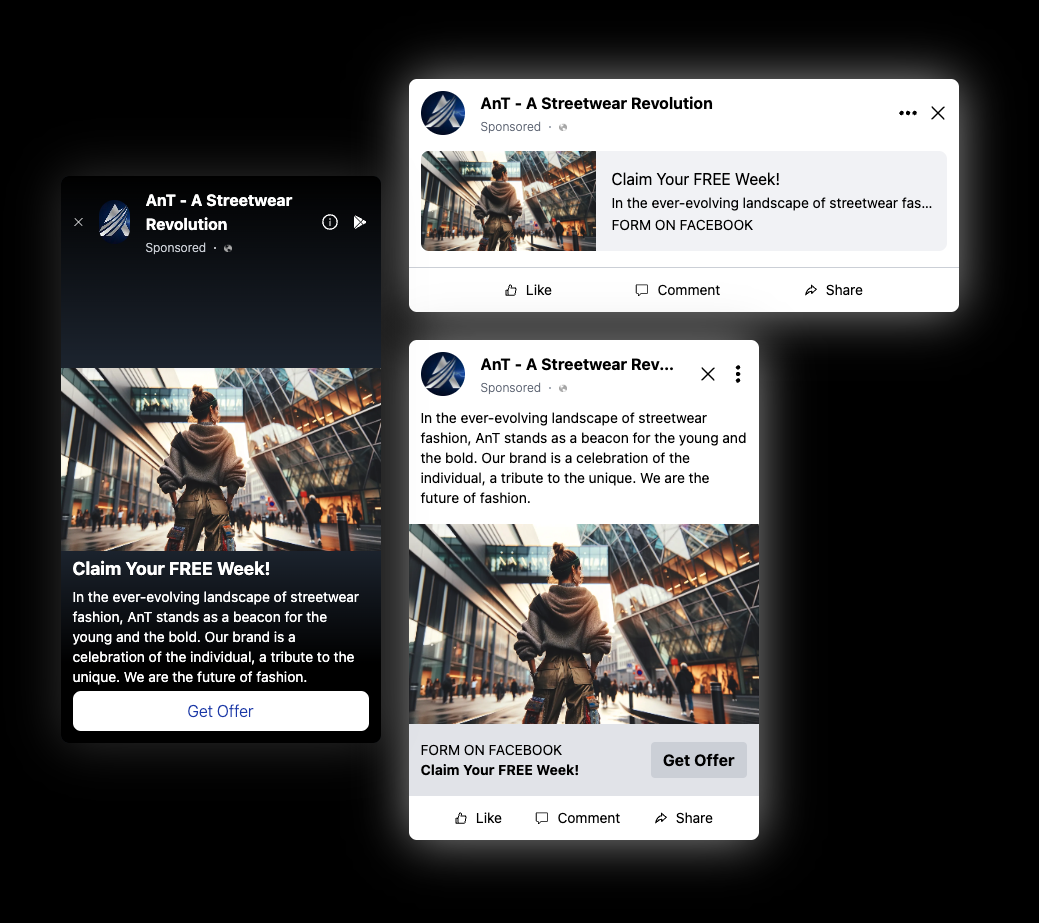 AnT - A Streetwear
Revolution
Sponsored ·
Claim Your FREE Week!
In the ever-evolving landscape of streetwear
fashion, AnT stands as a beacon for the
young and the bold. Our brand is a
celebration of the individual, a tribute to the
unique. We are the future of fashion.
Get Offer
AnT - A Streetwear Revolution
Sponsored ·
Claim Your FREE Week!
In the ever-evolving landscape of streetwear fas...
FORM ON FACEBOOK
Like Comment Share
AnT - A Streetwear Rev...
Sponsored ·
In the ever-evolving landscape of streetwear
fashion, AnT stands as a beacon for the young and
the bold. Our brand is a celebration of the
individual, a tribute to the unique. We are the
future of fashion.
FORM ON FACEBOOK
Claim Your FREE Week!
Get Offer
Like Comment Share